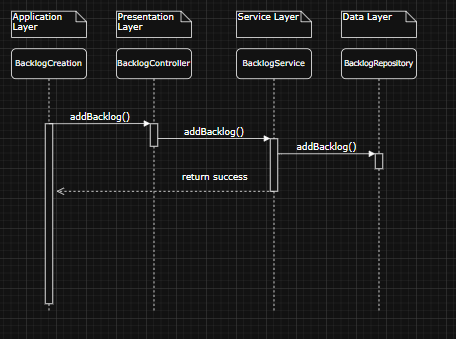 Application
Layer
Presentation
Layer
Service Layer
Data Layer
BacklogCreation
BacklogController
BacklogService
BacklogRepository
addBacklog()
addBacklog()
addBacklog()
return success